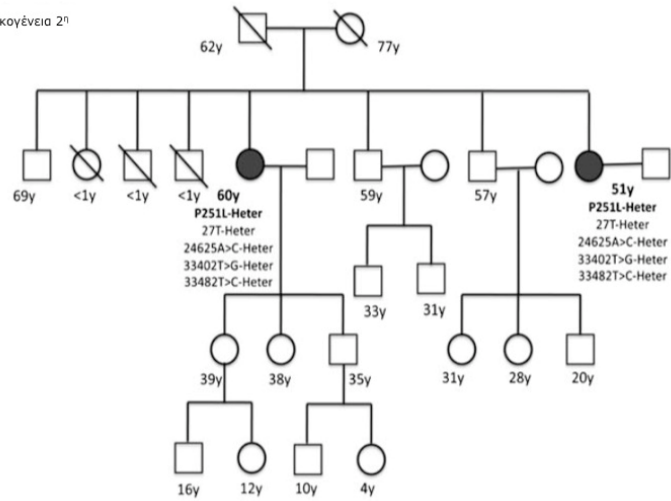 κογένεια 2η
62y
77y
69y
<1y
<1y
<1y
60y
P251L-Heter
27T-Heter
24625A>C-Heter
33402T>G-Heter
33482T>C-Heter
59y
57y
51y
P251L-Heter
27T-Heter
24625A>C-Heter
33402T>G-Heter
33482T>C-Heter
33y
31y
39y
38y
35y
31y
28y
20y
16y
12y
10y
4y